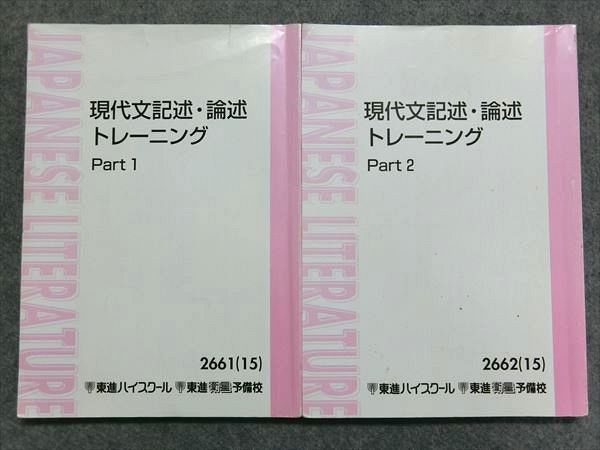 JAPANESE LITERATURE
現代文記述・論述
トレーニング
Part 1
2661(15)
東進ハイスクール 東進衛星予備校
JAPANESE LITERATURE
現代文記述・論述
トレーニング
Part 2
2662(15)
東進ハイスクール 東進衛星予備校